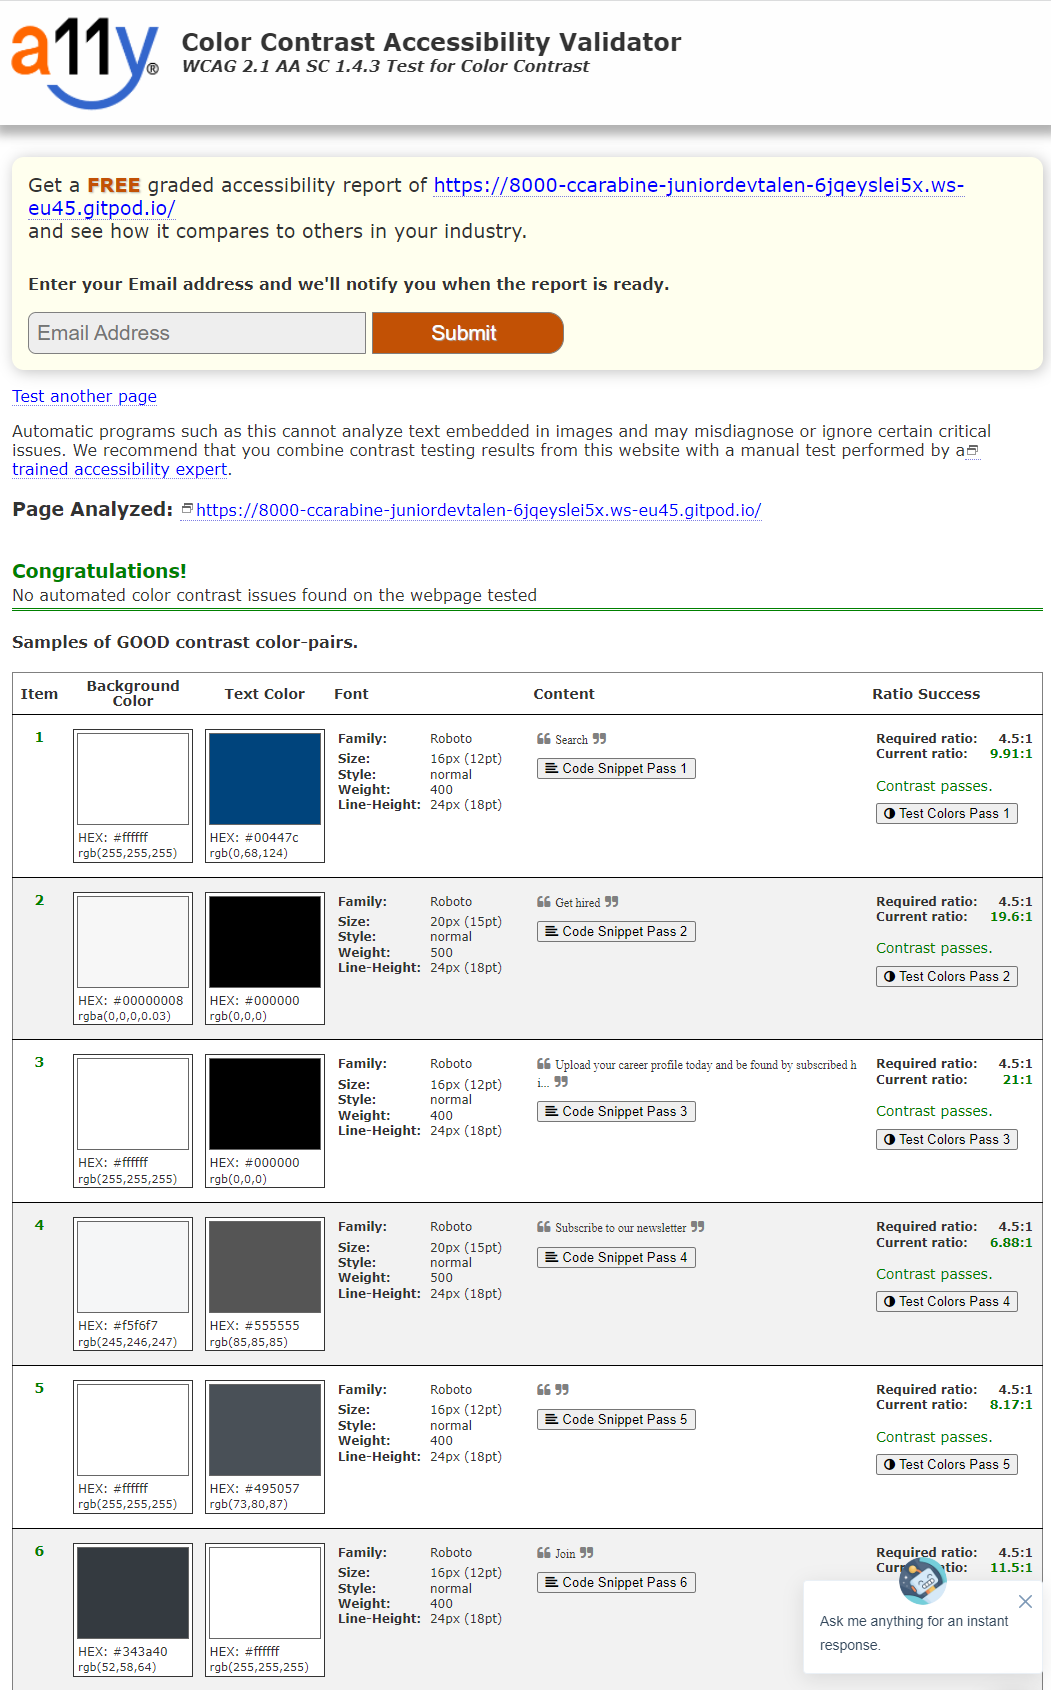 a11y®
Color Contrast Accessibility Validator
WCAG 2.1 AA SC 1.4.3 Test for Color Contrast
Get a FREE graded accessibility report of https://8000-ccarabine-juniordevtalen-6jqeyslei5x.ws-
eu45.gitpod.io/
and see how it compares to others in your industry.
Enter your Email address and we'll notify you when the report is ready.
Email Address
Submit
Test another page
Automatic programs such as this cannot analyze text embedded in images and may misdiagnose or ignore certain critical
issues. We recommend that you combine contrast testing results from this website with a manual test performed by a
trained accessibility expert.
Page Analyzed: https://8000-ccarabine-juniordevtalen-6jqeyslei5x.ws-eu45.gitpod.io/
Congratulations!
No automated color contrast issues found on the webpage tested
Samples of GOOD contrast color-pairs.
Item Background Color Text Color Font Content Ratio Success
1
HEX: #ffffff
rgb(255,255,255)
HEX: #00447c
rgb(0,68,124)
Family: Roboto
Size: 16px (12pt)
Style: normal
Weight: 400
Line-Height: 24px (18pt)
❝ Search ❞
Code Snippet Pass 1
Required ratio: 4.5:1
Current ratio: 9.91:1
Contrast passes.
Test Colors Pass 1
2
HEX: #00000008
rgba(0,0,0,0.03)
HEX: #000000
rgb(0,0,0)
Family: Roboto
Size: 20px (15pt)
Style: normal
Weight: 500
Line-Height: 24px (18pt)
❝ Get hired ❞
Code Snippet Pass 2
Required ratio: 4.5:1
Current ratio: 19.6:1
Contrast passes.
Test Colors Pass 2
3
HEX: #ffffff
rgb(255,255,255)
HEX: #000000
rgb(0,0,0)
Family: Roboto
Size: 16px (12pt)
Style: normal
Weight: 400
Line-Height: 24px (18pt)
❝ Upload your career profile today and be found by subscribed h
i... ❞
Code Snippet Pass 3
Required ratio: 4.5:1
Current ratio: 21:1
Contrast passes.
Test Colors Pass 3
4
HEX: #f5f6f7
rgb(245,246,247)
HEX: #555555
rgb(85,85,85)
Family: Roboto
Size: 20px (15pt)
Style: normal
Weight: 500
Line-Height: 24px (18pt)
❝ Subscribe to our newsletter ❞
Code Snippet Pass 4
Required ratio: 4.5:1
Current ratio: 6.88:1
Contrast passes.
Test Colors Pass 4
5
HEX: #ffffff
rgb(255,255,255)
HEX: #495057
rgb(73,80,87)
Family: Roboto
Size: 16px (12pt)
Style: normal
Weight: 400
Line-Height: 24px (18pt)
❝ ❞
Code Snippet Pass 5
Required ratio: 4.5:1
Current ratio: 8.17:1
Contrast passes.
Test Colors Pass 5
6
HEX: #343a40
rgb(52,58,64)
HEX: #ffffff
rgb(255,255,255)
Family: Roboto
Size: 16px (12pt)
Style: normal
Weight: 400
Line-Height: 24px (18pt)
❝ Join ❞
Code Snippet Pass 6
Required ratio: 4.5:1
11.5:1
Ask me anything for an instant
response.